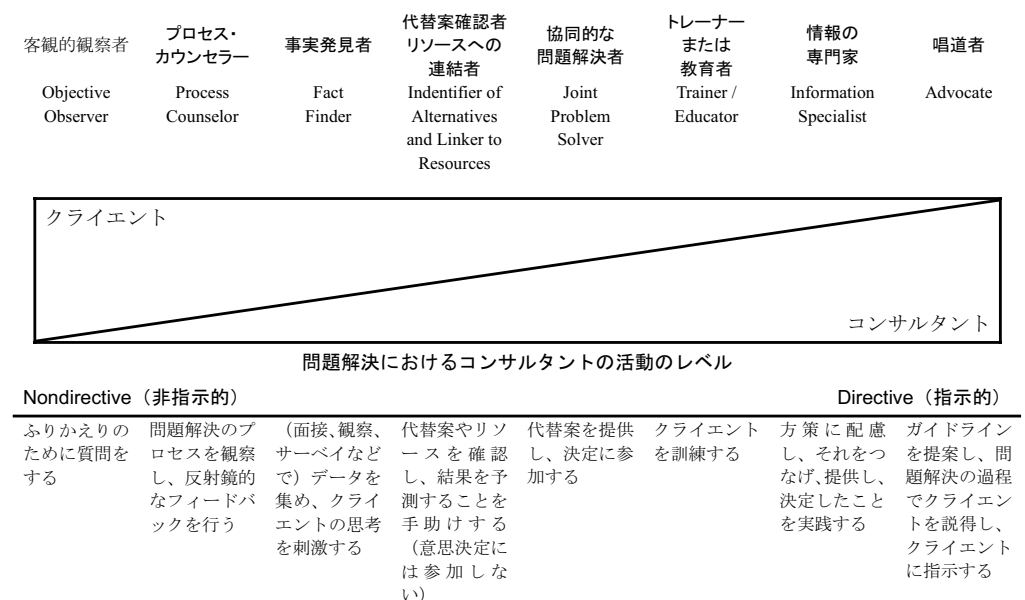 客観的観察者
Objective
Observer
プロセス・
カウンセラー
Process
Counselor
事実発見者
Fact
Finder
代替案確認者
リソースへの
連結者
Indentifier of
Alternatives
and Linker to
Resources
協同的な
問題解決者
Joint
Problem
Solver
トレーナー
または
教育者
Trainer /
Educator
情報の
専門家
Information
Specialist
唱道者
Advocate
クライエント
コンサルタント
問題解決におけるコンサルタントの活動のレベル
Nondirective（非指示的）
Directive（指示的）
ふりかえりの
ために質問を
する
問題解決のプ
ロセスを観察
し、反射鏡的
なフィードバ
ックを行う
（面接、観察、
サーベイなど
で）データを
集め、クライ
エントの思考
を刺激する
代替案やリソ
ースを確認
し、結果を予
測することを
手助けする
（意思決定に
は参加しな
い）
代替案を提供
し、決定に参
加する
クライエント
を訓練する
方策に配慮
し、それをつ
なげ、提供し、
決定したこと
を実践する
ガイドライン
を提案し、問
題解決の過程
でクライエン
トを説得し、
クライエント
に指示する